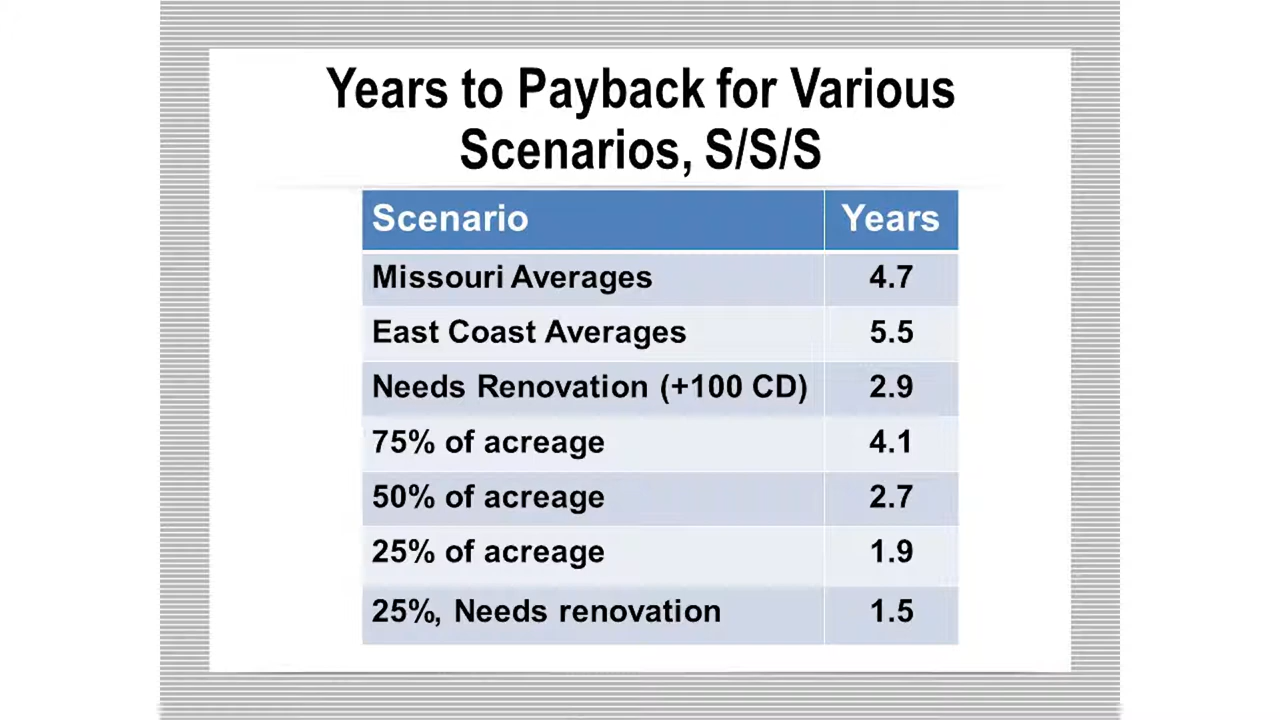 Years to Payback for Various
Scenarios, S/S/S
Scenario Years
Missouri Averages 4.7
East Coast Averages 5.5
Needs Renovation (+100 CD) 2.9
75% of acreage 4.1
50% of acreage 2.7
25% of acreage 1.9
25%, Needs renovation 1.5